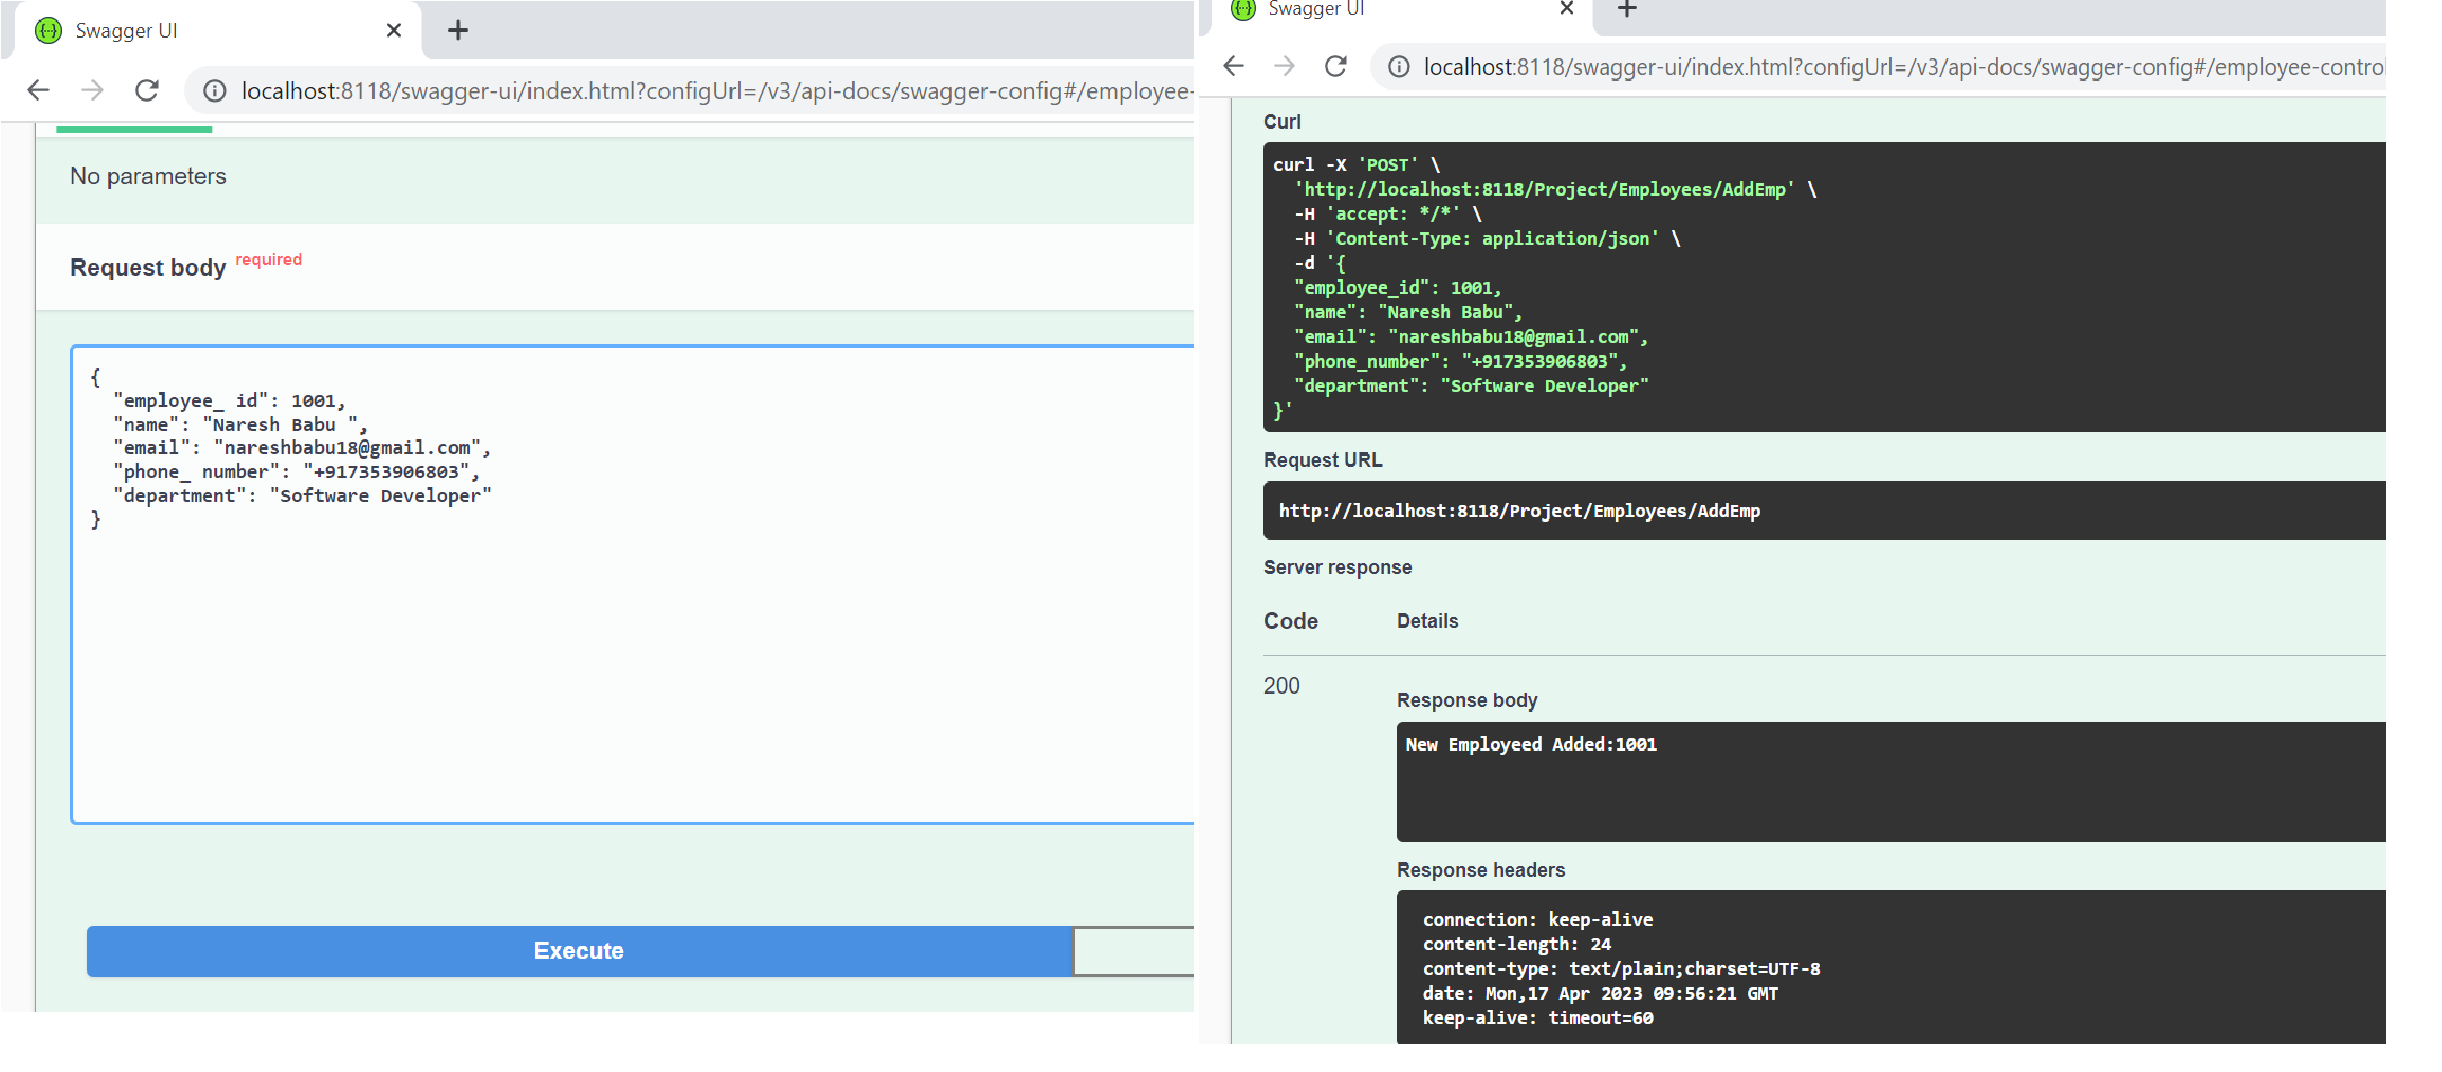 Swagger UI
localhost:8118/swagger-ui/index.html?configUrl=/v3/api-docs/swagger-config#/employee-
No parameters
Request body required
{
"employee_ id": 1001,
"name": "Naresh Babu ",
"email": "nareshbabu18@gmail.com",
"phone_ number": "+917353906803",
"department": "Software Developer"
}
Execute
Swagger UI
localhost:8118/swagger-ui/index.html?configUrl=/v3/api-docs/swagger-config#/employee-contro
Curl
curl -X 'POST' \
'http://localhost:8118/Project/Employees/AddEmp' \
-H 'accept: */*' \
-H 'Content-Type: application/json' \
-d '{
"employee_id": 1001,
"name": "Naresh Babu",
"email": "nareshbabu18@gmail.com",
"phone_number": "+917353906803",
"department": "Software Developer"
}'
Request URL
http://localhost:8118/Project/Employees/AddEmp
Server response
Code Details
200
Response body
New Employeed Added:1001
Response headers
connection: keep-alive
content-length: 24
content-type: text/plain;charset=UTF-8
date: Mon,17 Apr 2023 09:56:21 GMT
keep-alive: timeout=60